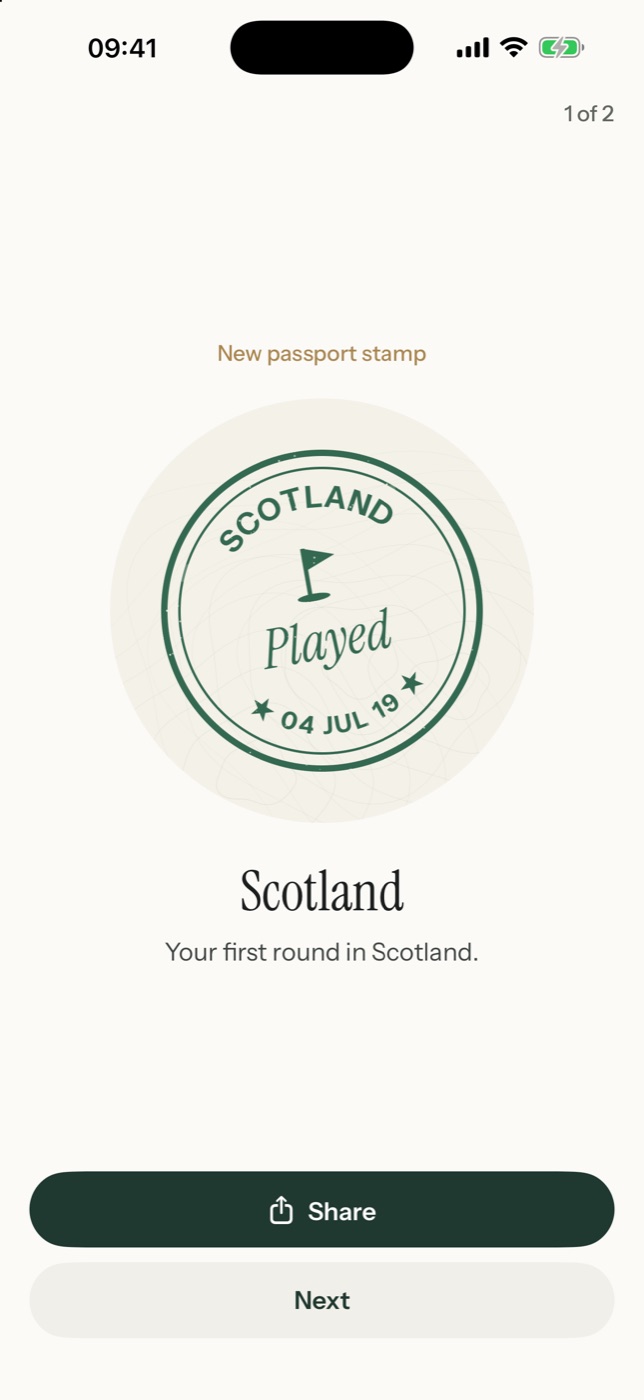 09:41
1 of 2
New passport stamp
SCOTLAND
Played
★ 04 JUL 19 ★
Scotland
Your first round in Scotland.
Share
Next